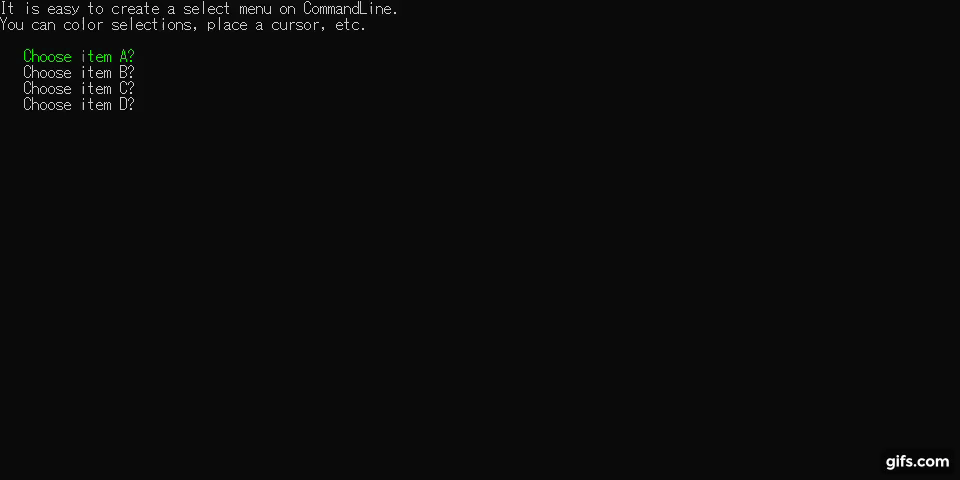 It is easy to create a select menu on CommandLine.
You can color selections, place a cursor, etc.
Choose item A?
Choose item B?
Choose item C?
Choose item D?
gifs.com